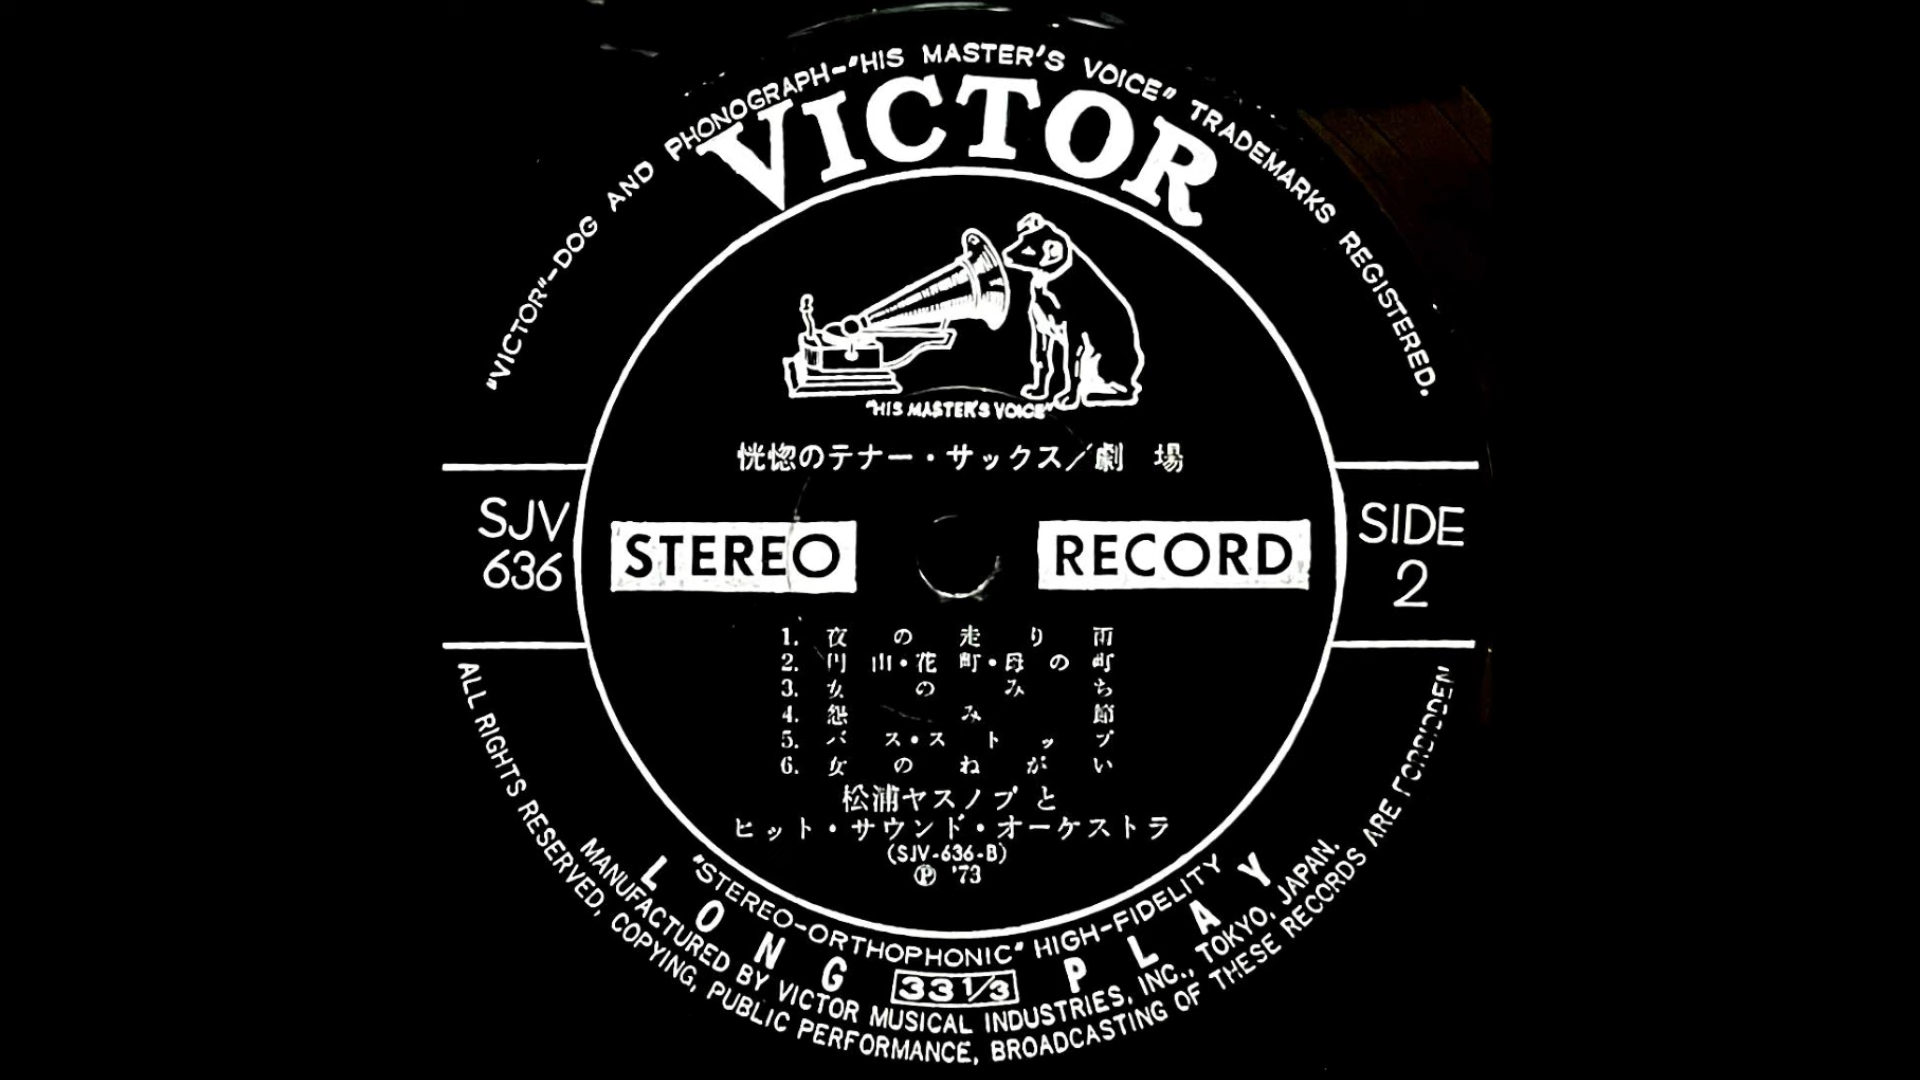 "VICTOR"–DOG AND PHONOGRAPH–"HIS MASTER'S VOICE" TRADEMARKS REGISTERED.
VICTOR
"HIS MASTER'S VOICE"
恍惚のテナー・サックス/劇 場
SJV
636
STEREO
RECORD
SIDE
2
1. 夜の走り雨
2. 円山・花町・母の町
3. 女のみち
4. 怨み節
5. バス・ストップ
6. 女のねがい
松浦ヤスノブと
ヒット・サウンド・オーケストラ
(SJV-636-B)
Ⓟ '73
"STEREO–ORTHOPHONIC" HIGH–FIDELITY
LONG PLAY
33 1/3
MANUFACTURED BY VICTOR MUSICAL INDUSTRIES, INC., TOKYO, JAPAN.
ALL RIGHTS RESERVED, COPYING, PUBLIC PERFORMANCE, BROADCASTING OF THESE RECORDS ARE FORBIDDEN